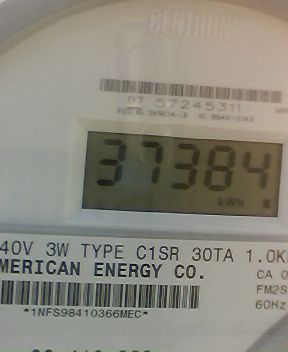 CENTRON
07 57245311
37384
kWh
40V 3W TYPE C1SR 30TA 1.0K
MERICAN ENERGY CO.
CA 0
FM2S
60Hz
*1NFS98410366MEC*